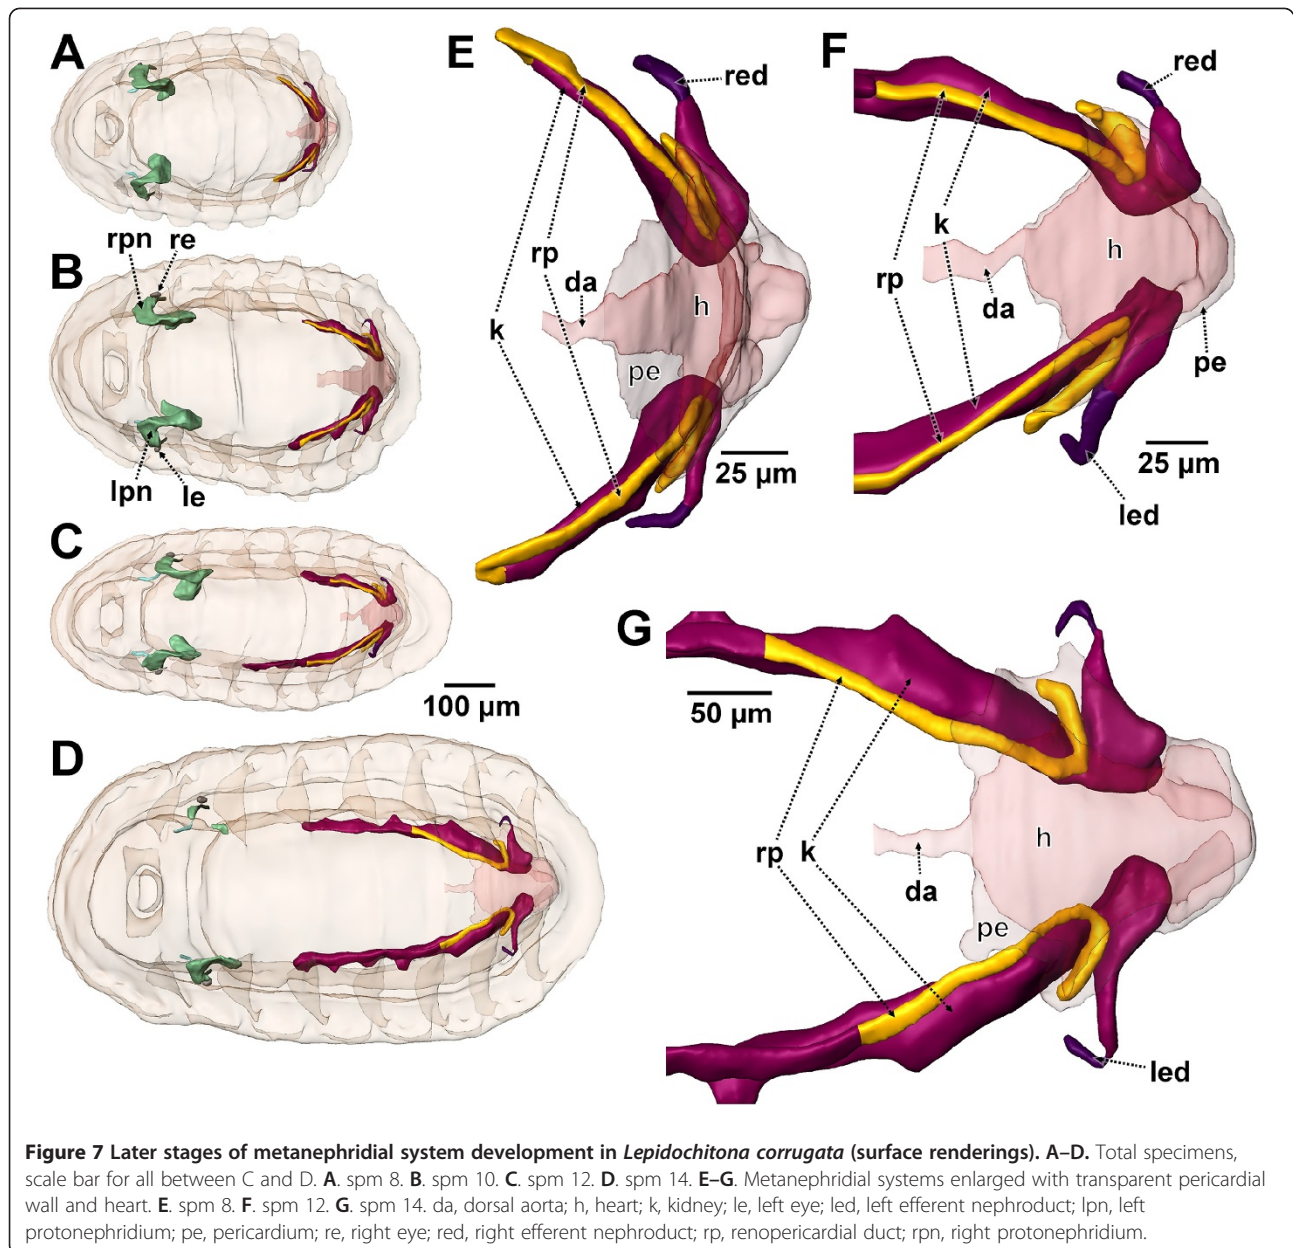 A
E
red
F
red
rpn re
B
k
rp
da
h
k
rp
h
da
pe
pe
lpn le
25 µm
25 µm
led
C
G
100 µm
50 µm
D
rp k
h
da
pe
led
Figure 7 Later stages of metanephridial system development in Lepidochitona corrugata (surface renderings). A–D. Total specimens,
scale bar for all between C and D. A. spm 8. B. spm 10. C. spm 12. D. spm 14. E–G. Metanephridial systems enlarged with transparent pericardial
wall and heart. E. spm 8. F. spm 12. G. spm 14. da, dorsal aorta; h, heart; k, kidney; le, left eye; led, left efferent nephroduct; lpn, left
protonephridium; pe, pericardium; re, right eye; red, right efferent nephroduct; rp, renopericardial duct; rpn, right protonephridium.